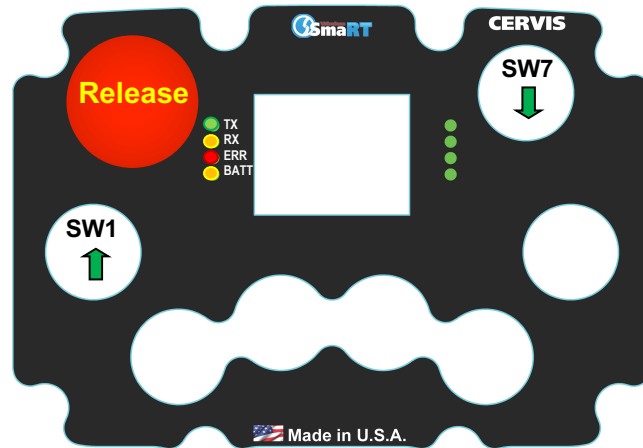 SmaRT
CERVIS
SW7
Release
TX
RX
ERR
BATT
SW1
Made in U.S.A.